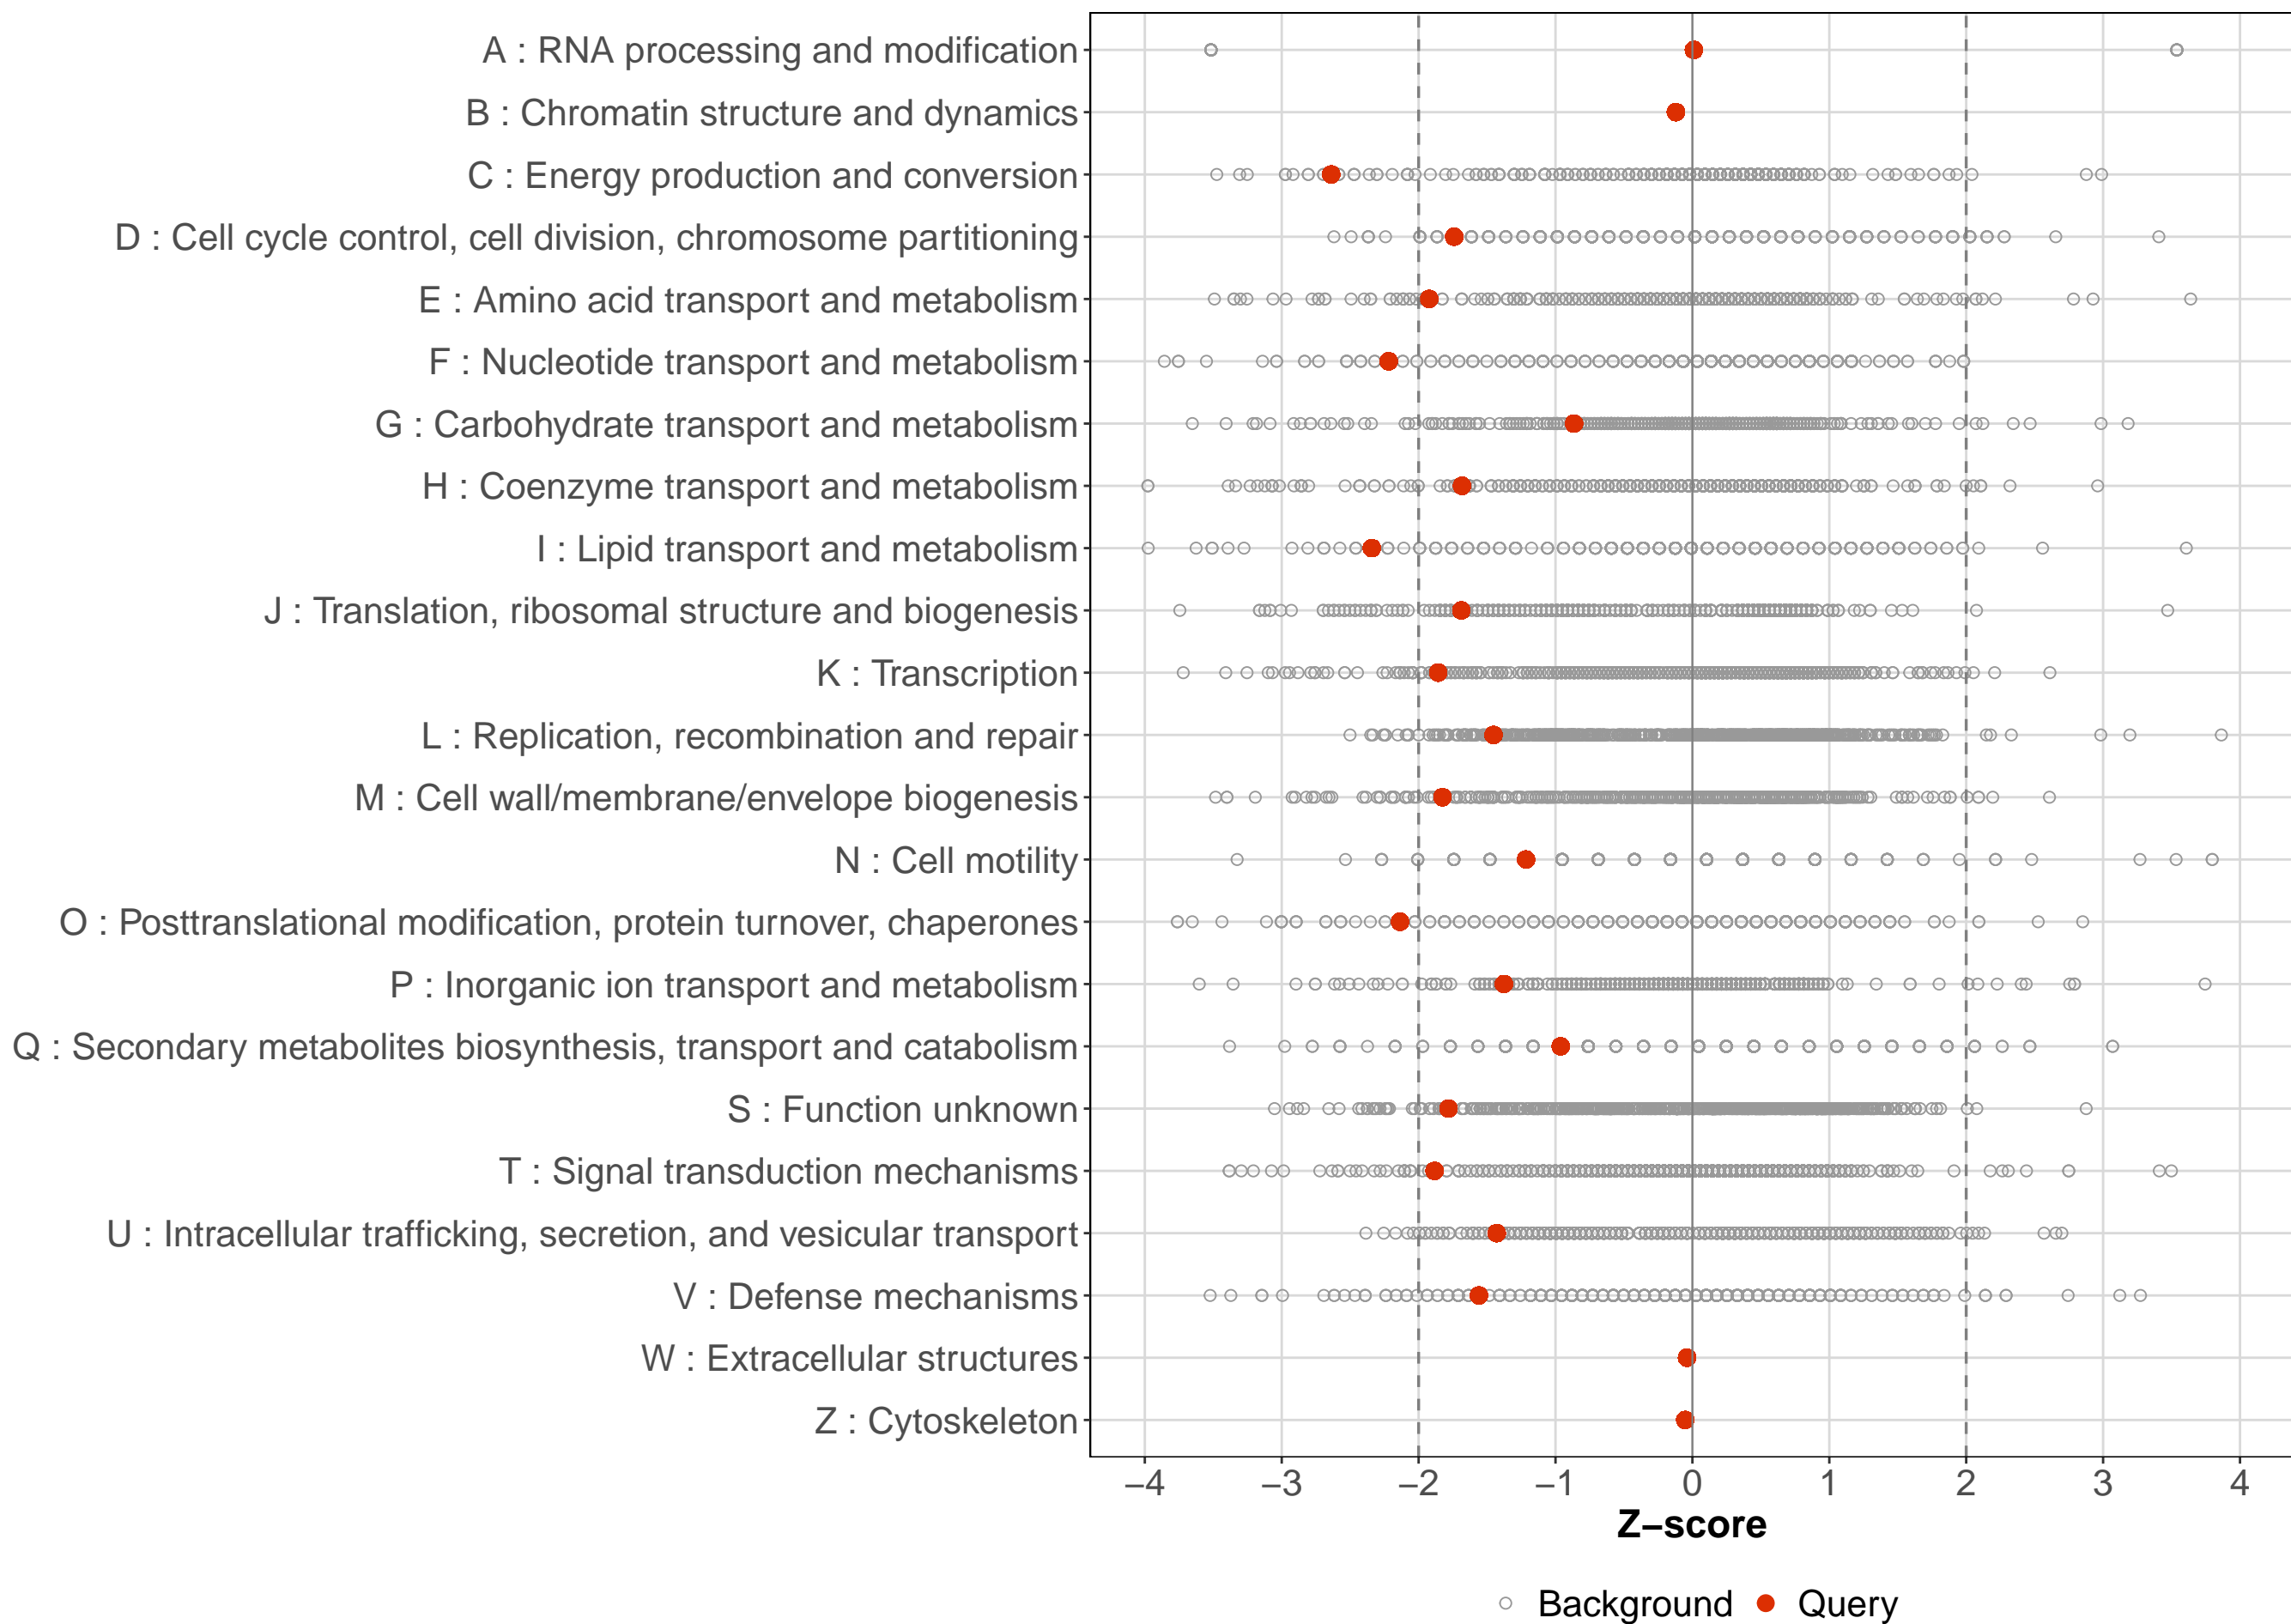 A : RNA processing and modification
B : Chromatin structure and dynamics
C : Energy production and conversion
D : Cell cycle control, cell division, chromosome partitioning
E : Amino acid transport and metabolism
F : Nucleotide transport and metabolism
G : Carbohydrate transport and metabolism
H : Coenzyme transport and metabolism
I : Lipid transport and metabolism
J : Translation, ribosomal structure and biogenesis
K : Transcription
L : Replication, recombination and repair
M : Cell wall/membrane/envelope biogenesis
N : Cell motility
O : Posttranslational modification, protein turnover, chaperones
P : Inorganic ion transport and metabolism
Q : Secondary metabolites biosynthesis, transport and catabolism
S : Function unknown
T : Signal transduction mechanisms
U : Intracellular trafficking, secretion, and vesicular transport
V : Defense mechanisms
W : Extracellular structures
Z : Cytoskeleton
−4 −3 −2 −1 0 1 2 3 4
Z−score
Background Query